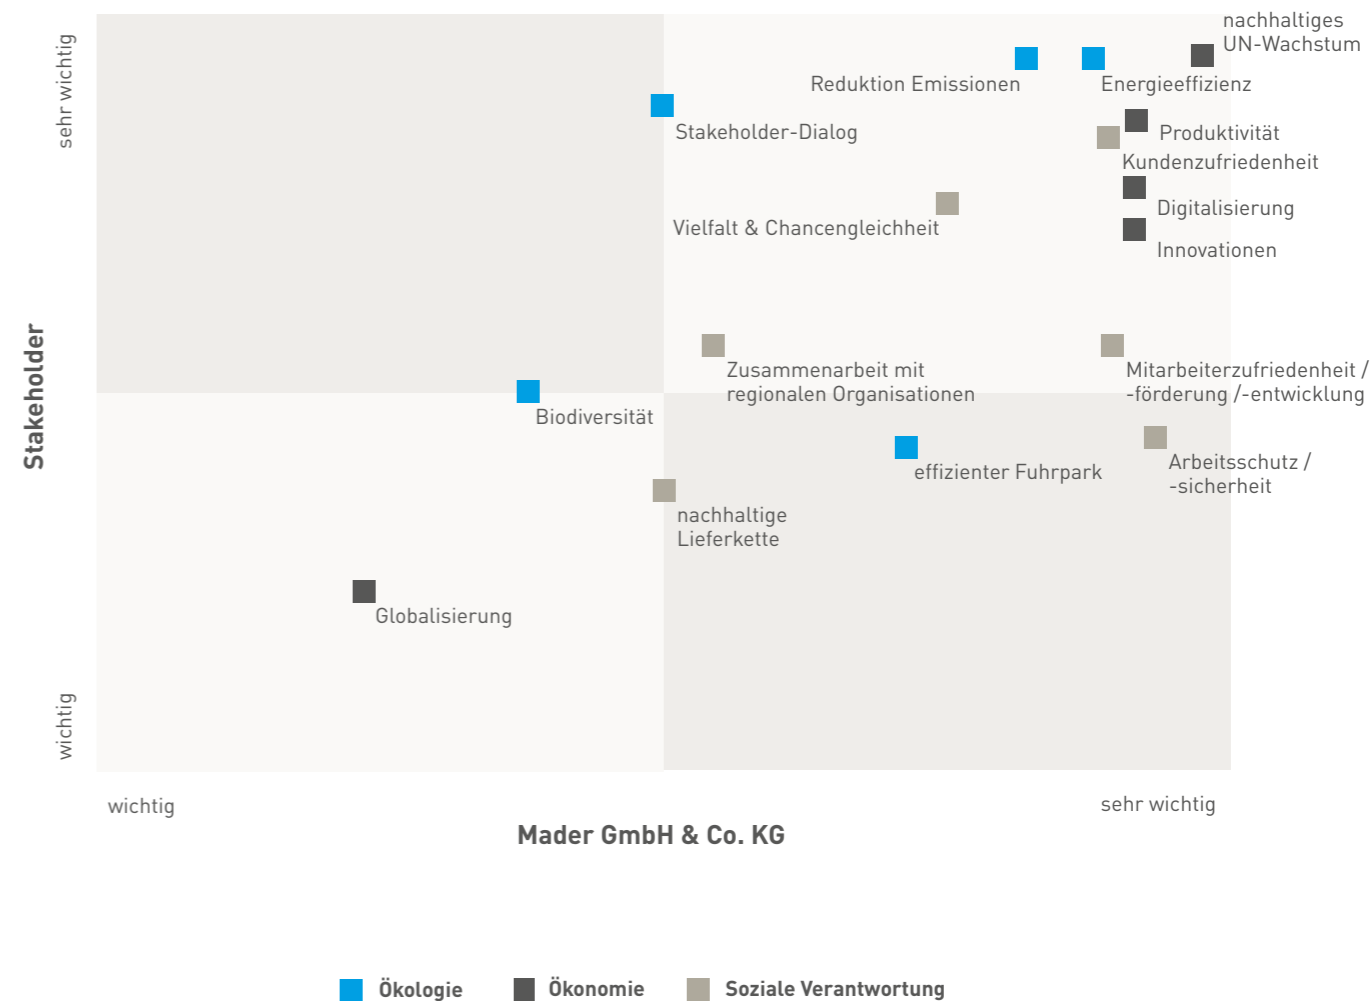 nachhaltiges
UN-Wachstum
sehr wichtig
Reduktion Emissionen
Energieeffizienz
Stakeholder-Dialog
Produktivität
Kundenzufriedenheit
Vielfalt & Chancengleichheit
Digitalisierung
Innovationen
Stakeholder
Zusammenarbeit mit
regionalen Organisationen
Mitarbeiterzufriedenheit /
-förderung /-entwicklung
Biodiversität
effizienter Fuhrpark
Arbeitsschutz /
-sicherheit
nachhaltige
Lieferkette
Globalisierung
wichtig
wichtig
sehr wichtig
Mader GmbH & Co. KG
Ökologie
Ökonomie
Soziale Verantwortung